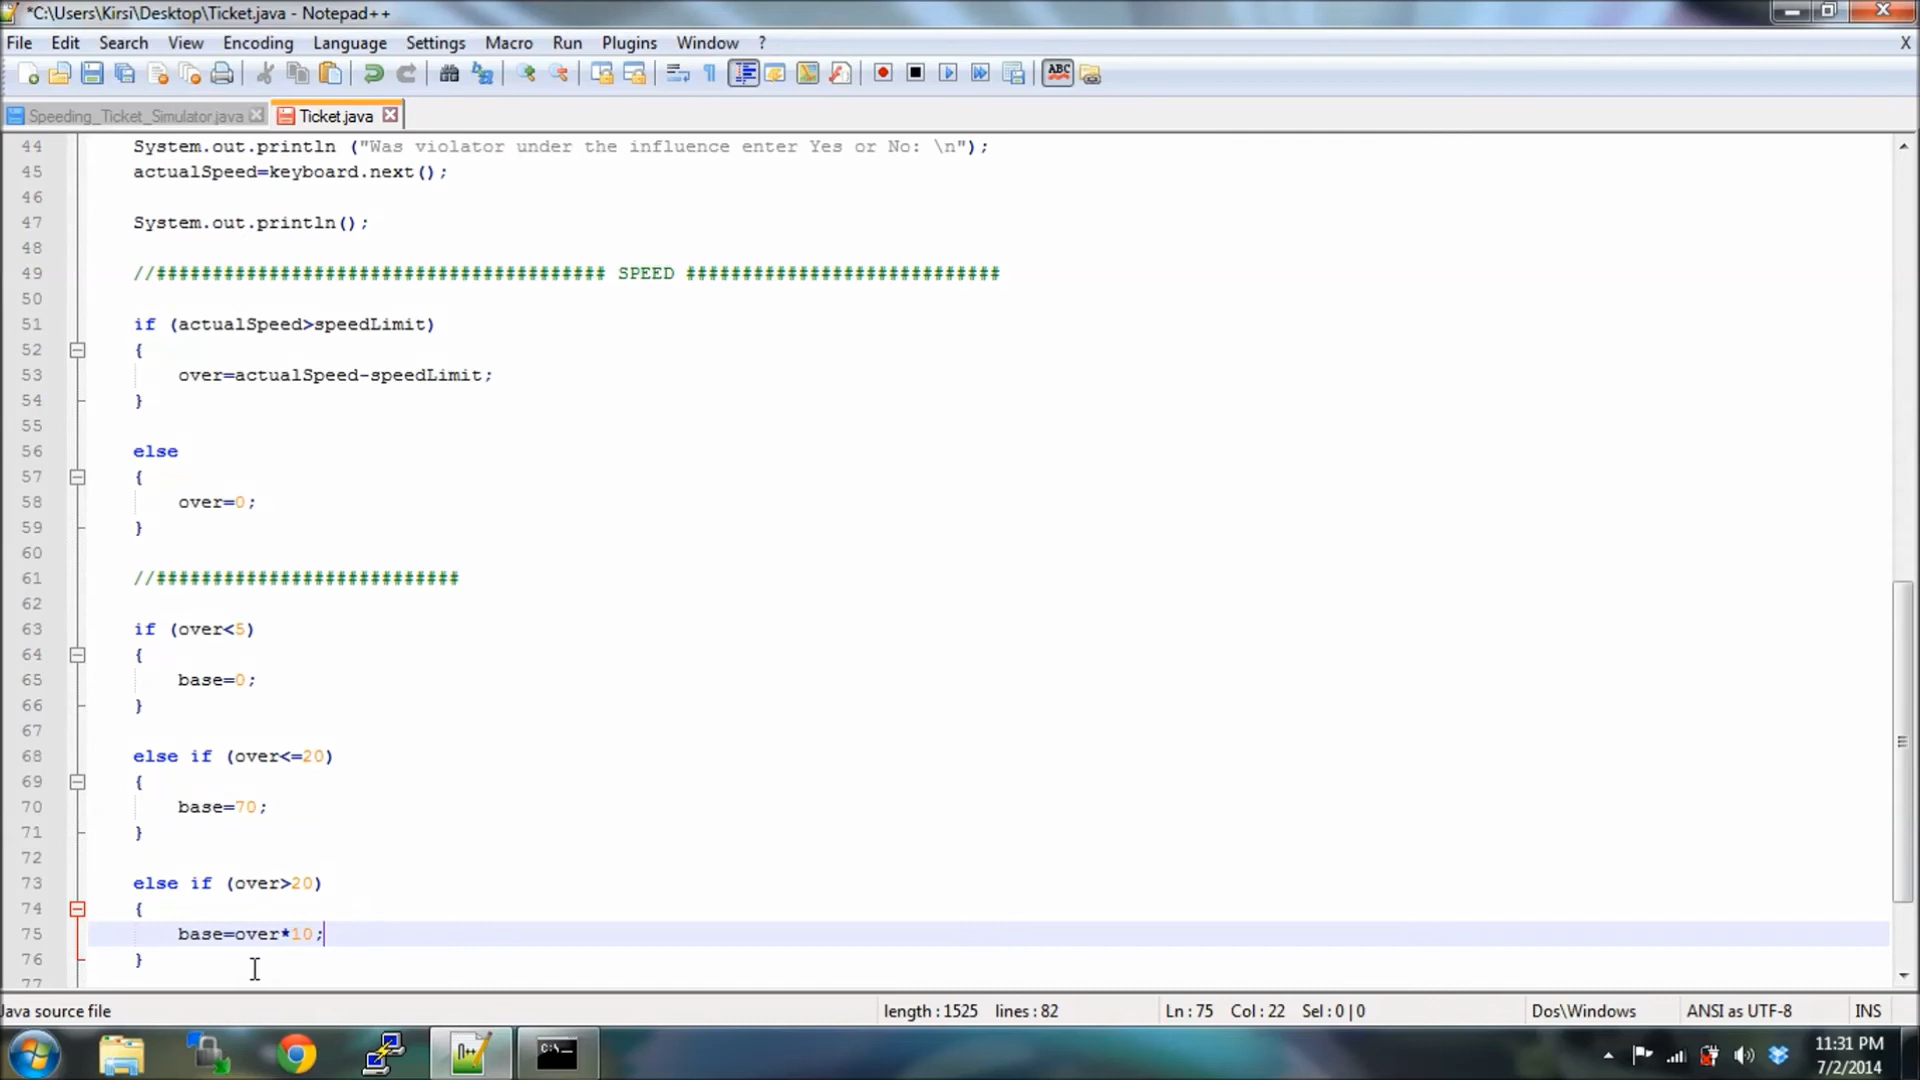 *C:\Users\Kirsi\Desktop\Ticket.java - Notepad++
File Edit Search View Encoding Language Settings Macro Run Plugins Window ? X
ABC
Speeding_Ticket_Simulator.java Ticket.java
44 System.out.println ("Was violator under the influence enter Yes or No: \n");
45 actualSpeed=keyboard.next();
46
47 System.out.println();
48
49 //######################################## SPEED ############################
50
51 if (actualSpeed>speedLimit)
52 {
53 over=actualSpeed-speedLimit;
54 }
55
56 else
57 {
58 over=0;
59 }
60
61 //###########################
62
63 if (over<5)
64 {
65 base=0;
66 }
67
68 else if (over<=20)
69 {
70 base=70;
71 }
72
73 else if (over>20)
74 {
75 base=over*10;
76 }
77
Java source file length : 1525 lines : 82 Ln : 75 Col : 22 Sel : 0 | 0 Dos\Windows ANSI as UTF-8 INS
11:31 PM
7/2/2014